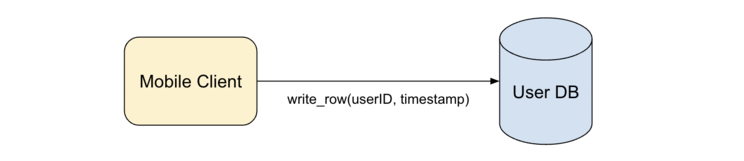 Mobile Client
write_row(userID, timestamp)
User DB